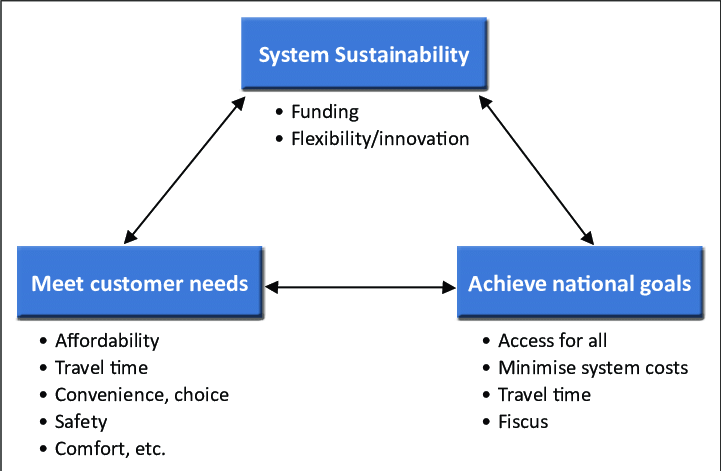 System Sustainability
• Funding
• Flexibility/innovation
Meet customer needs
• Affordability
• Travel time
• Convenience, choice
• Safety
• Comfort, etc.
Achieve national goals
• Access for all
• Minimise system costs
• Travel time
• Fiscus